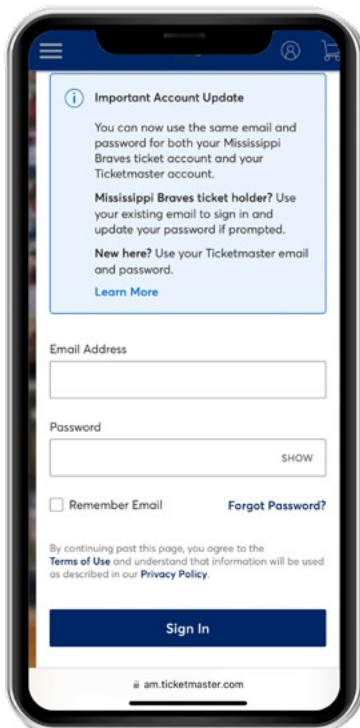 Important Account Update
You can now use the same email and
password for both your Mississippi
Braves ticket account and your
Ticketmaster account.
Mississippi Braves ticket holder? Use
your existing email to sign in and
update your password if prompted.
New here? Use your Ticketmaster email
and password.
Learn More
Email Address
Password
SHOW
Remember Email Forgot Password?
By continuing past this page, you agree to the
Terms of Use and understand that information will be used
as described in our Privacy Policy.
Sign In
am.ticketmaster.com